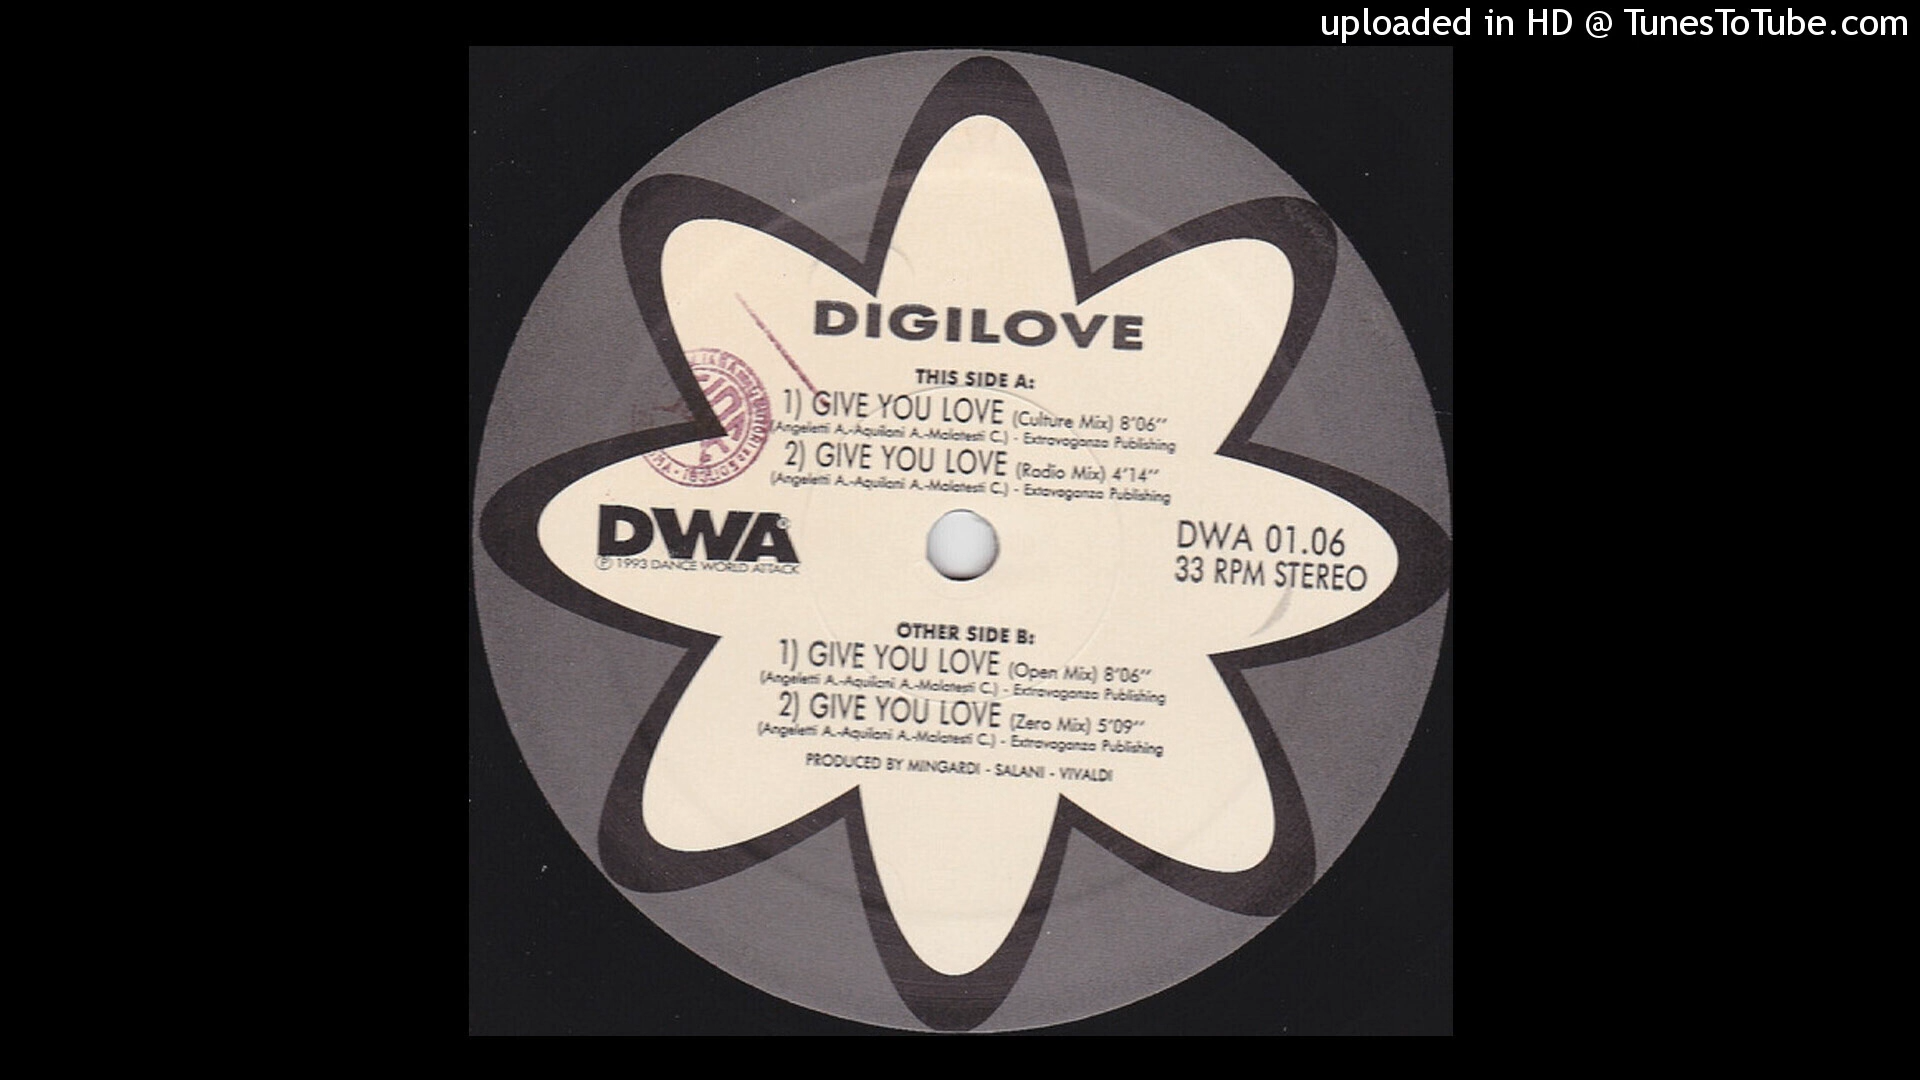 uploaded in HD @ TunesToTube.com
DIGILOVE
THIS SIDE A:
1) GIVE YOU LOVE (Culture Mix) 8'06''
(Angeletti A.-Aquilani A.-Malatesti C.) - Extravaganza Publishing
2) GIVE YOU LOVE (Radio Mix) 4'14''
(Angeletti A.-Aquilani A.-Malatesti C.) - Extavaganza Publishing
DWA®
℗ 1993 DANCE WORLD ATTACK
DWA 01.06
33 RPM STEREO
OTHER SIDE B:
1) GIVE YOU LOVE (Open Mix) 8'06''
(Angeletti A.-Aquilani A.-Malatesti C.) - Extravaganza Publishing
2) GIVE YOU LOVE (Zero Mix) 5'09''
(Angeletti A.-Aquilani A.-Malatesti C.) - Extravaganza Publishing
PRODUCED BY MINGARDI - SALANI - VIVALDI